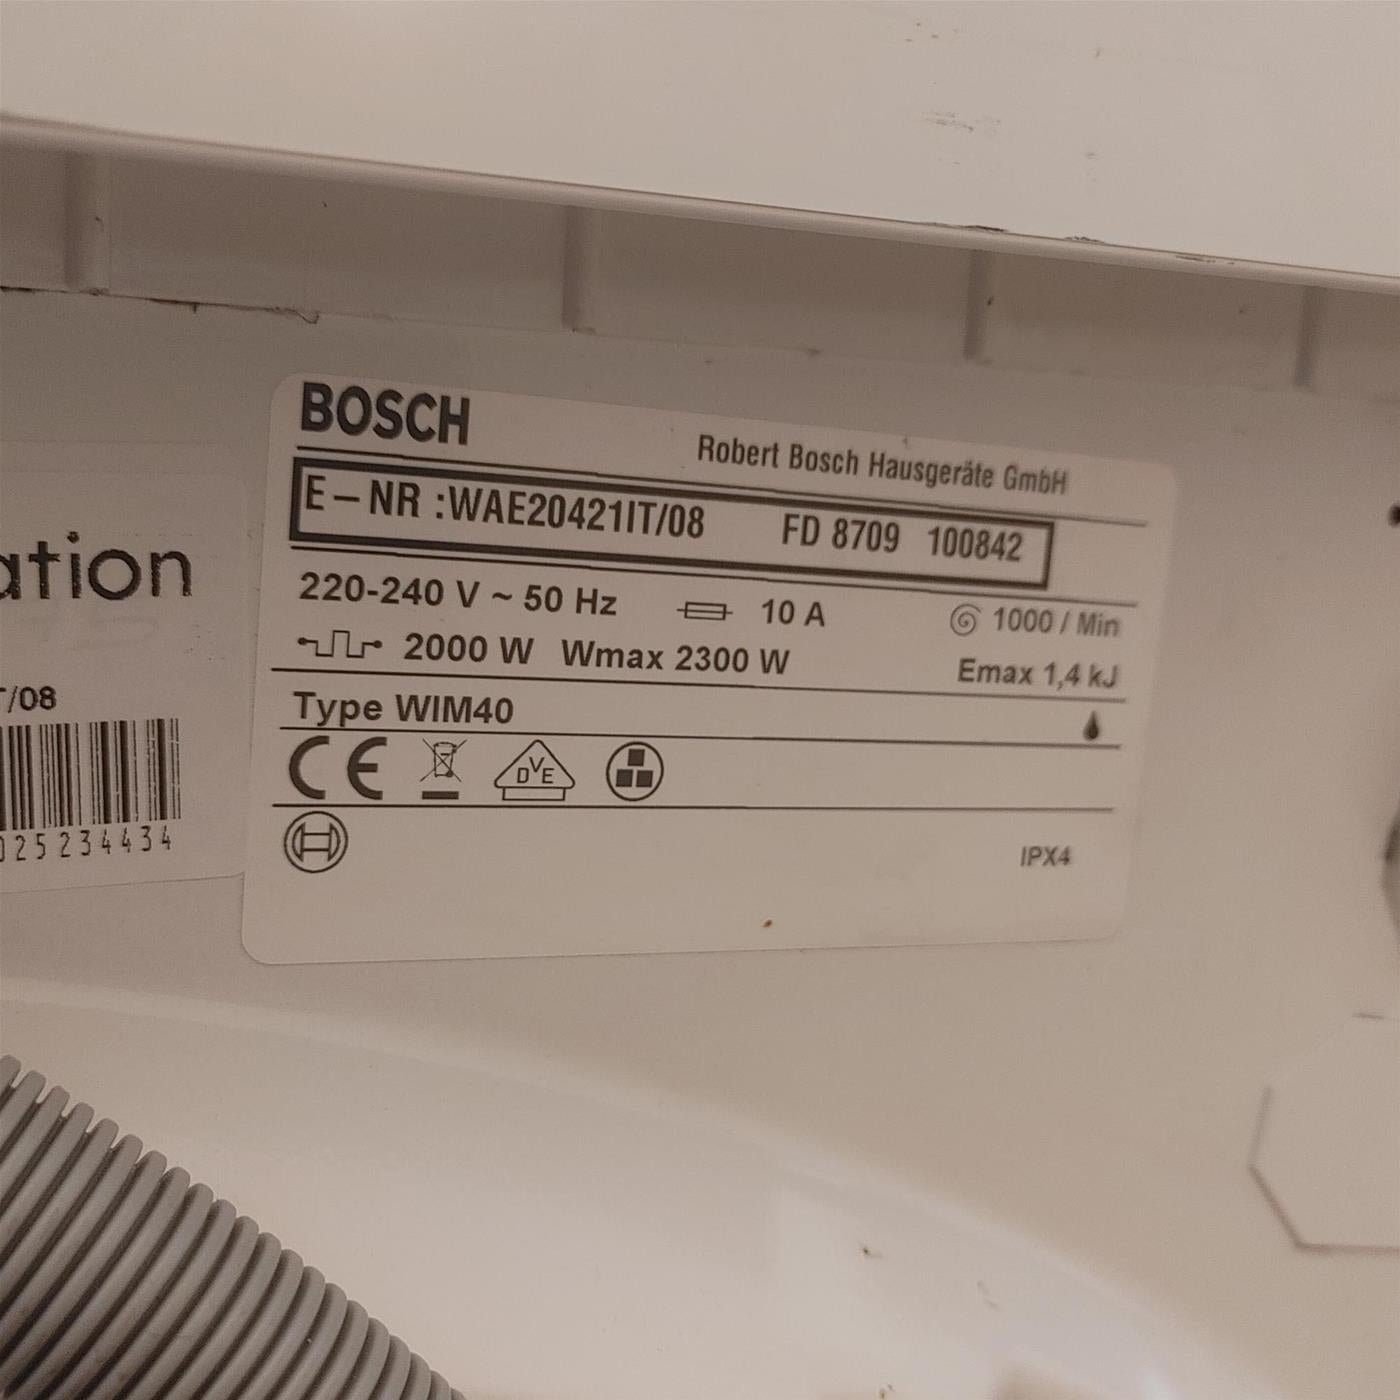 BOSCH
Robert Bosch Hausgeräte GmbH
E – NR :WAE20421IT/08 FD 8709 100842
220-240 V ~ 50 Hz 10 A 1000 / Min
2000 W Wmax 2300 W Emax 1,4 kJ
Type WIM40
CE DVE
IPX4
ation
T/08
025234434